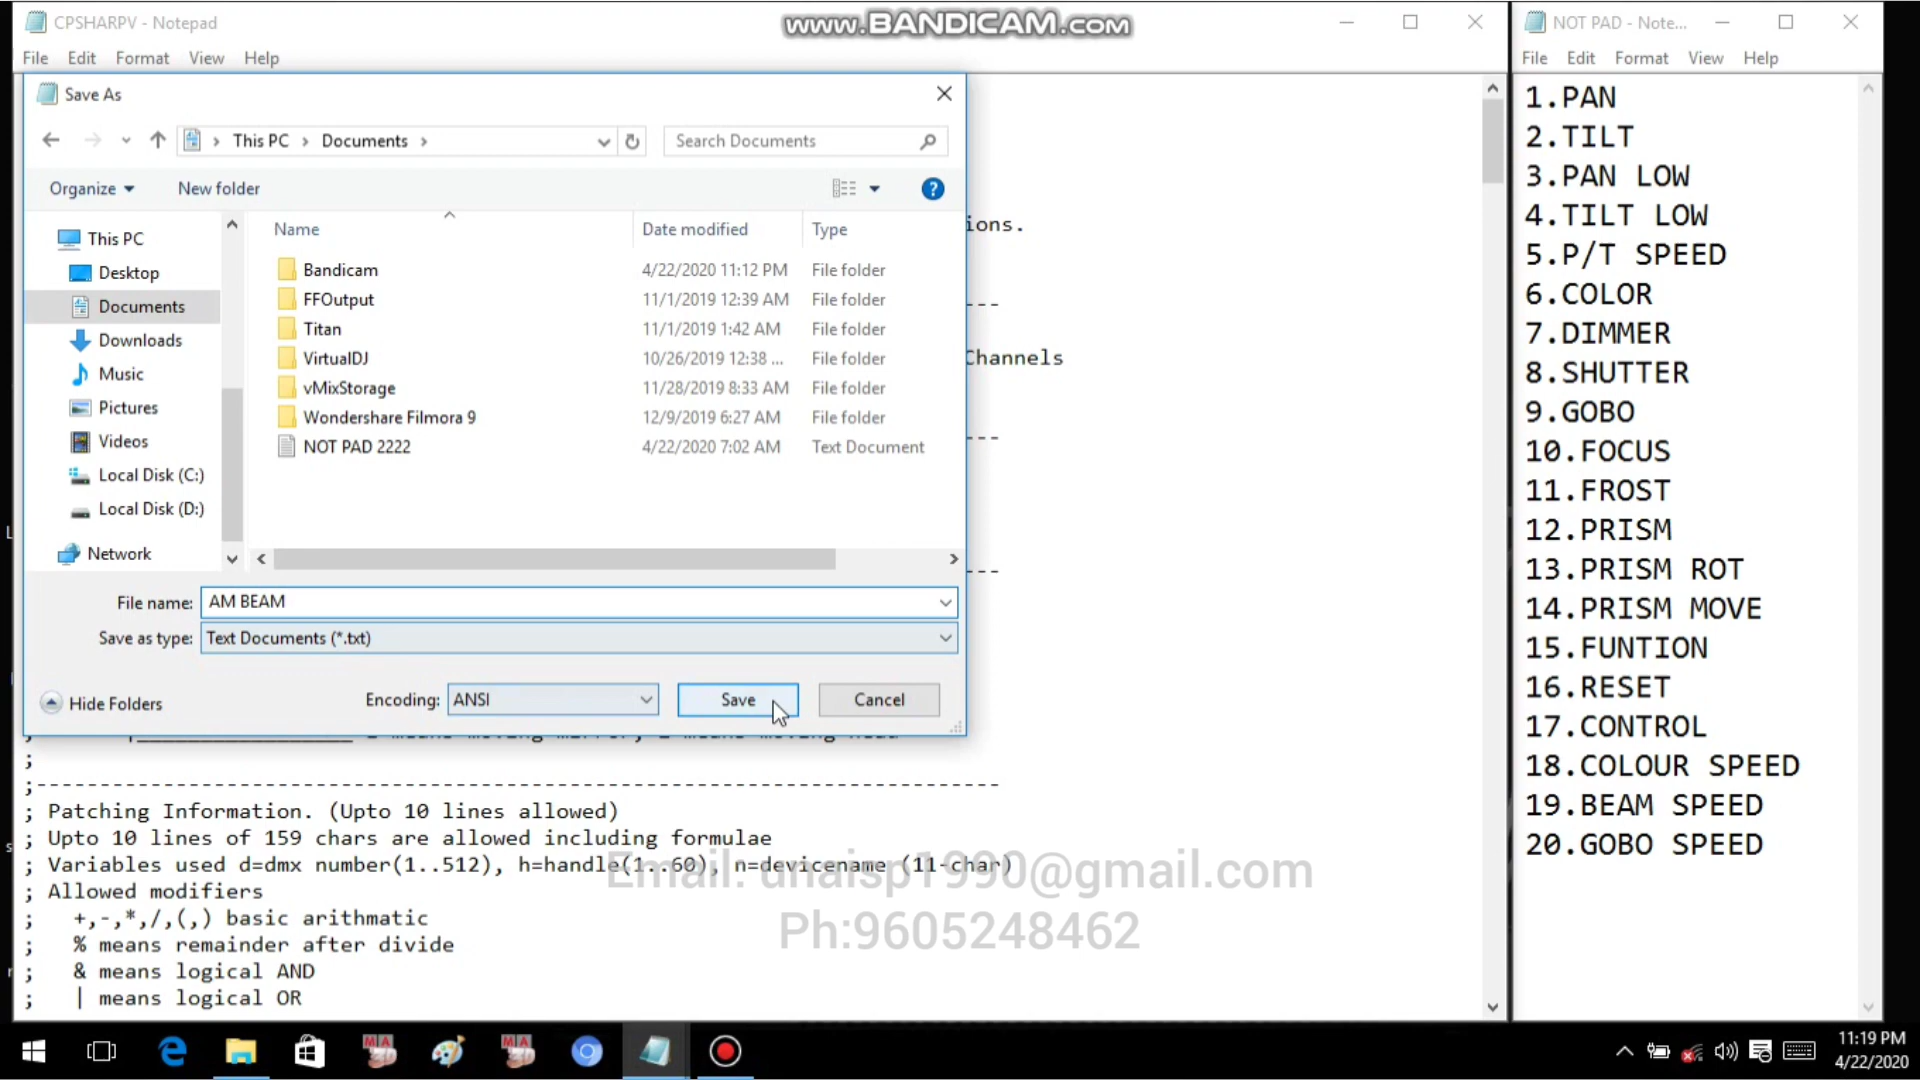 CPSHARPV - Notepad
www.BANDICAM.com
File Edit Format View Help
Save As
This PC Documents
Search Documents
Organize New folder
Name Date modified Type
This PC
Desktop
Documents
Downloads
Music
Pictures
Videos
Local Disk (C:)
Local Disk (D:)
Network
Bandicam 4/22/2020 11:12 PM File folder
FFOutput 11/1/2019 12:39 AM File folder
Titan 11/1/2019 1:42 AM File folder
VirtualDJ 10/26/2019 12:38 ... File folder
vMixStorage 11/28/2019 8:33 AM File folder
Wondershare Filmora 9 12/9/2019 6:27 AM File folder
NOT PAD 2222 4/22/2020 7:02 AM Text Document
File name: AM BEAM
Save as type: Text Documents (*.txt)
Hide Folders Encoding: ANSI Save Cancel
ions.
---
Channels
---
---
;
;---------------------------------------------------------------------------
; Patching Information. (Upto 10 lines allowed)
; Upto 10 lines of 159 chars are allowed including formulae
; Variables used d=dmx number(1..512), h=handle(1..60), n=devicename (11-char)
; Allowed modifiers
; +,-,*,/,(,) basic arithmatic
; % means remainder after divide
; & means logical AND
; | means logical OR
Email: unaisp1990@gmail.com
Ph:9605248462
NOT PAD - Note...
File Edit Format View Help
1.PAN
2.TILT
3.PAN LOW
4.TILT LOW
5.P/T SPEED
6.COLOR
7.DIMMER
8.SHUTTER
9.GOBO
10.FOCUS
11.FROST
12.PRISM
13.PRISM ROT
14.PRISM MOVE
15.FUNTION
16.RESET
17.CONTROL
18.COLOUR SPEED
19.BEAM SPEED
20.GOBO SPEED
11:19 PM
4/22/2020